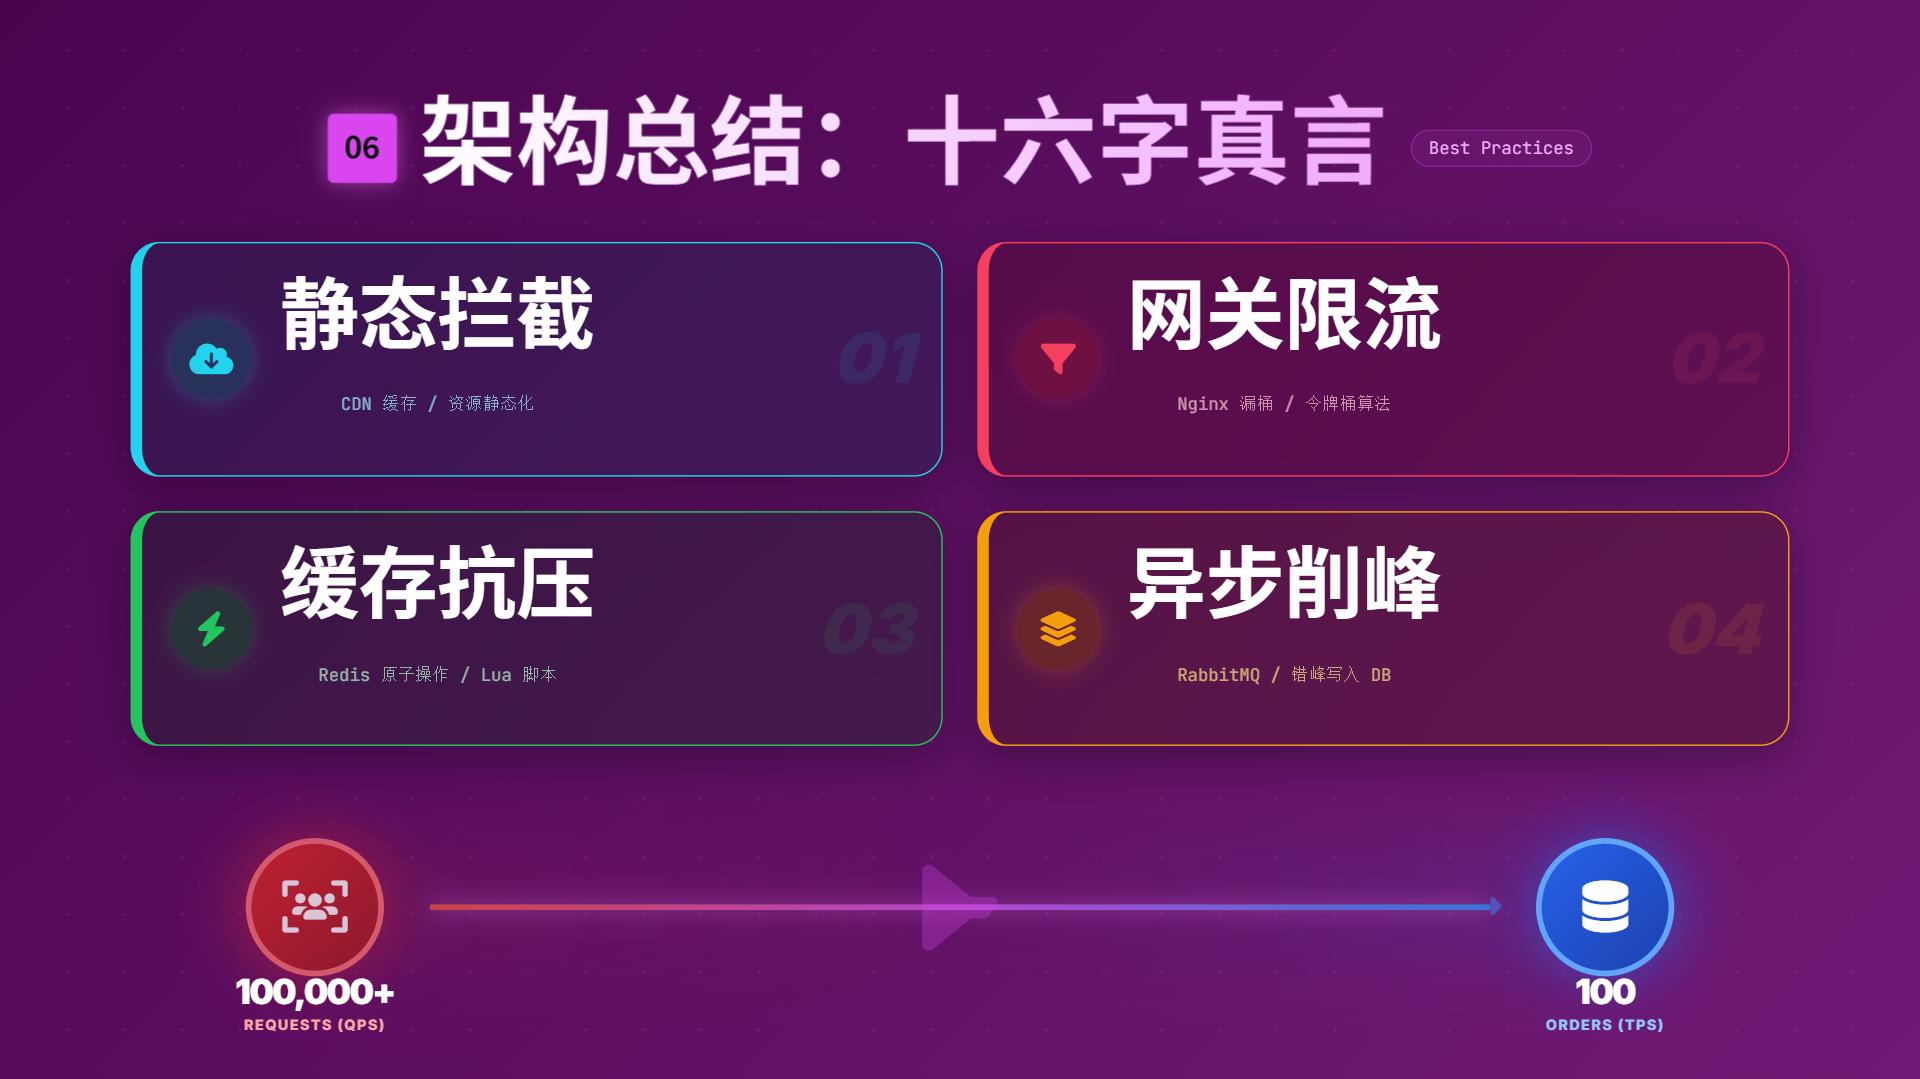 06
架构总结：十六字真言
Best Practices
静态拦截
CDN 缓存 / 资源静态化
01
网关限流
Nginx 漏桶 / 令牌桶算法
02
缓存抗压
Redis 原子操作 / Lua 脚本
03
异步削峰
RabbitMQ / 错峰写入 DB
04
100,000+
REQUESTS (QPS)
100
ORDERS (TPS)